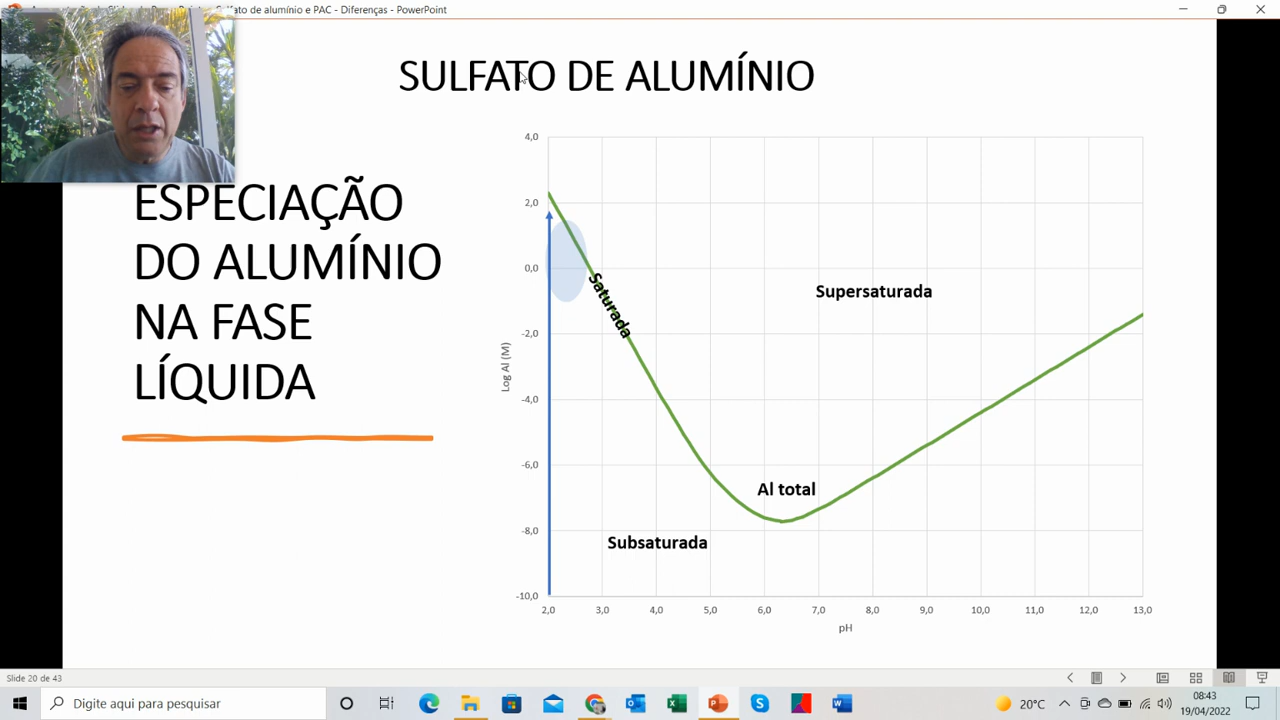 Sulfato de alumínio e PAC - Diferenças - PowerPoint
SULFATO DE ALUMÍNIO
ESPECIAÇÃO
DO ALUMÍNIO
NA FASE
LÍQUIDA
4,0
2,0
0,0
-2,0
-4,0
-6,0
-8,0
-10,0
Log Al (M)
Saturada
Supersaturada
Al total
Subsaturada
2,0 3,0 4,0 5,0 6,0 7,0 8,0 9,0 10,0 11,0 12,0 13,0
pH
Slide 20 de 43
Digite aqui para pesquisar
20°C
08:43
19/04/2022